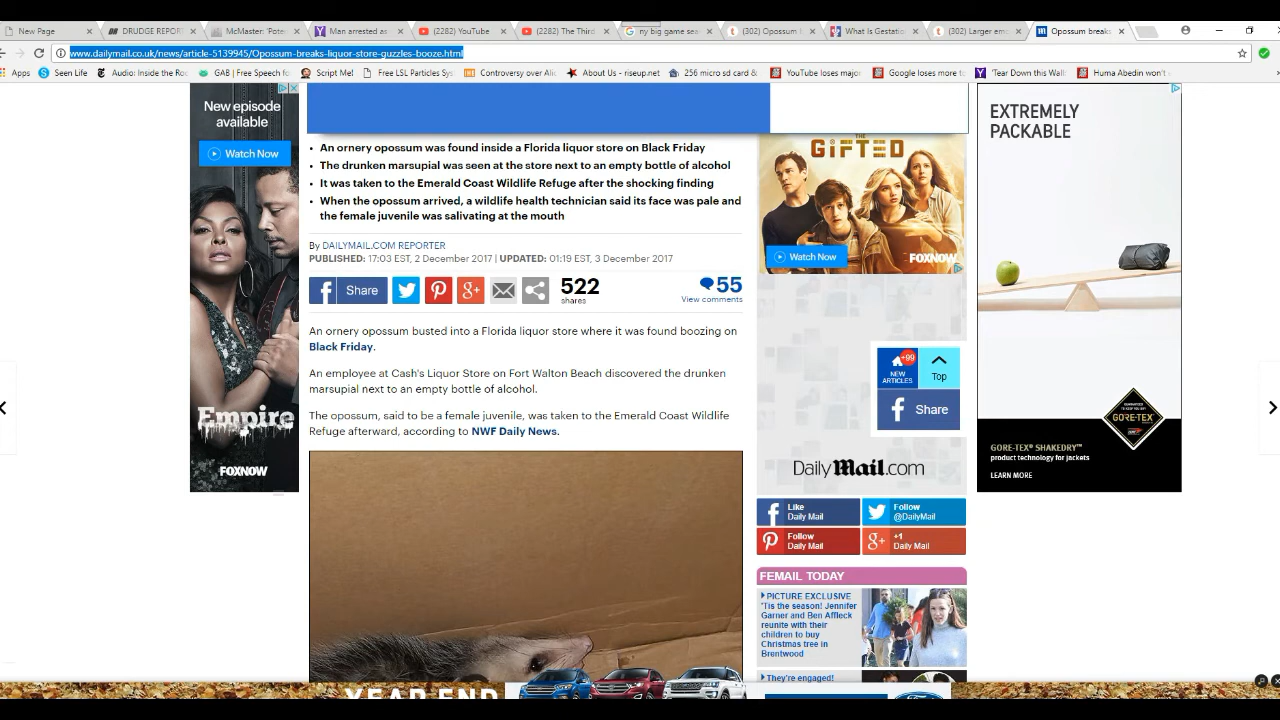 New Page
DRUDGE REPOR
McMaster: 'Poter
Man arrested as
(2282) YouTube
(2282) The Third
ny big game sea
(302) Opossum l
What Is Gestatio
(302) Larger em
Opossum breaks
www.dailymail.co.uk/news/article-5139945/Opossum-breaks-liquor-store-guzzles-booze.html
Apps
Seen Life
Audio: Inside the Ro
GAB | Free Speech fo
Script Me!
Free LSL Particles Sys
Controversy over Ali
About Us - riseup.net
256 micro sd card &
YouTube loses major
Google loses more to
'Tear Down this Wall
Huma Abedin won't
New episode
available
Watch Now
Empire
FOXNOW
An ornery opossum was found inside a Florida liquor store on Black Friday
The drunken marsupial was seen at the store next to an empty bottle of alcohol
It was taken to the Emerald Coast Wildlife Refuge after the shocking finding
When the opossum arrived, a wildlife health technician said its face was pale and
the female juvenile was salivating at the mouth
By DAILYMAIL.COM REPORTER
PUBLISHED: 17:03 EST, 2 December 2017 | UPDATED: 01:19 EST, 3 December 2017
Share
522
shares
55
View comments
An ornery opossum busted into a Florida liquor store where it was found boozing on
Black Friday.
An employee at Cash's Liquor Store on Fort Walton Beach discovered the drunken
marsupial next to an empty bottle of alcohol.
The opossum, said to be a female juvenile, was taken to the Emerald Coast Wildlife
Refuge afterward, according to NWF Daily News.
YEAR END
THE
GIFTED
Watch Now
FOXNOW
+99
NEW
ARTICLES
Top
Share
Daily Mail.com
Like
Daily Mail
Follow
@DailyMail
Follow
Daily Mail
+1
Daily Mail
FEMAIL TODAY
PICTURE EXCLUSIVE
'Tis the season! Jennifer
Garner and Ben Affleck
reunite with their
children to buy
Christmas tree in
Brentwood
They're engaged!
EXTREMELY
PACKABLE
GORE-TEX
GORE-TEX® SHAKEDRY™
product technology for jackets
LEARN MORE